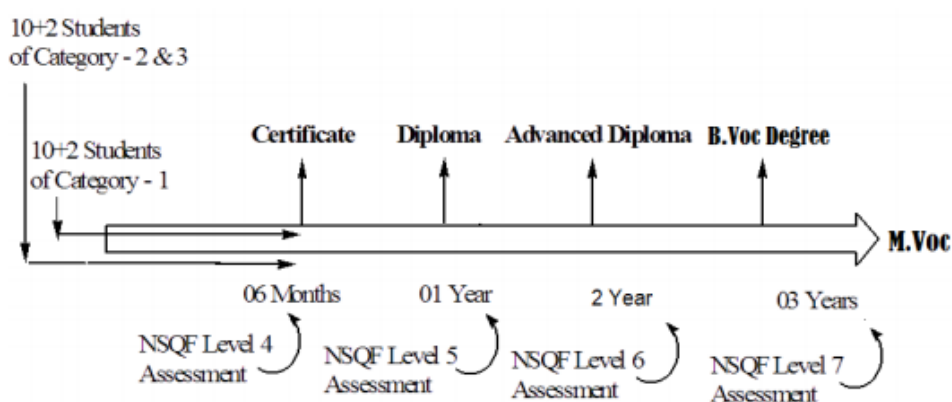 10+2 Students
of Category - 2 & 3
10+2 Students
of Category - 1
Certificate
Diploma
Advanced Diploma
B.Voc Degree
M.Voc
06 Months
01 Year
2 Year
03 Years
NSQF Level 4
Assessment
NSQF Level 5
Assessment
NSQF Level 6
Assessment
NSQF Level 7
Assessment